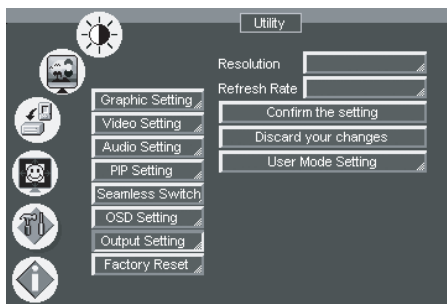 Utility
Resolution
Refresh Rate
Confirm the setting
Discard your changes
User Mode Setting
Graphic Setting
Video Setting
Audio Setting
PIP Setting
Seamless Switch
OSD Setting
Output Setting
Factory Reset